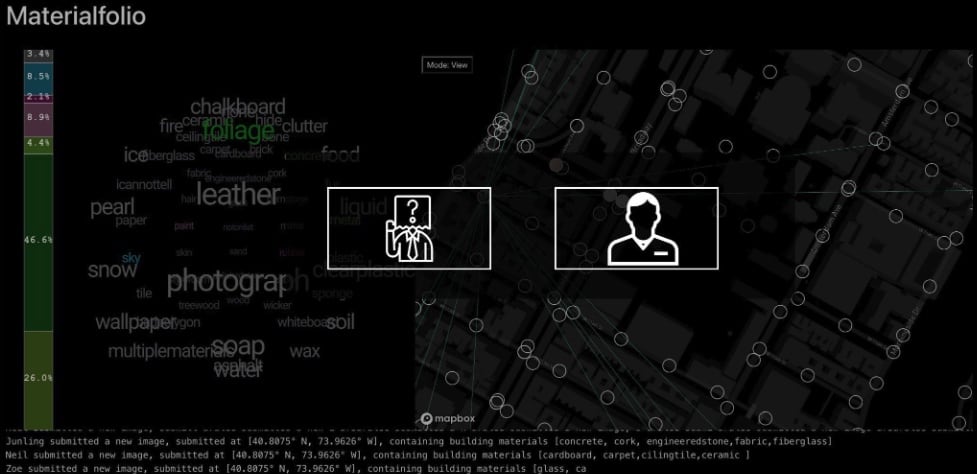 Materialfolio
3.4%
8.5%
2.1%
8.9%
4.4%
46.6%
26.0%
chalkboard
ceramic
hide
fire
foliage
clutter
bone
carpet
brick
ice
fiberglass
cardboard
concrete
food
fabric
engineeredstone
cork
icannottell
hair
leather
pearl
liquid
paper
paint
notonlist
metal
sky
skin
sand
plastic
snow
photograph
clearplastic
tile
treewood
wood
wicker
sponge
wallpaper
whiteboard
soil
multiplematerials
soap
wax
asphalt
water
Mode: View
?
Amsterdam Ave
mapbox
Junling submitted a new image, submitted at [40.8075° N, 73.9626° W], containing building materials [concrete, cork, engineeredstone,fabric,fiberglass]
Neil submitted a new image, submitted at [40.8075° N, 73.9626° W], containing building materials [cardboard, carpet,cilingtile,ceramic ]
Zoe submitted a new image, submitted at [40.8075° N, 73.9626° W], containing building materials [glass, ca